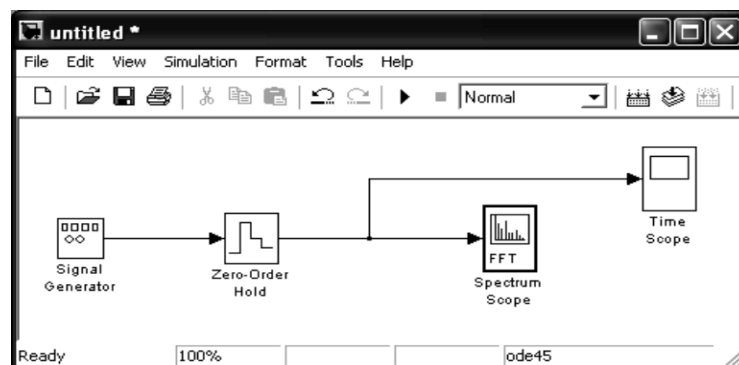 untitled *
File Edit View Simulation Format Tools Help
Normal
Time
Scope
Signal
Generator
Zero-Order
Hold
FFT
Spectrum
Scope
Ready 100% ode45